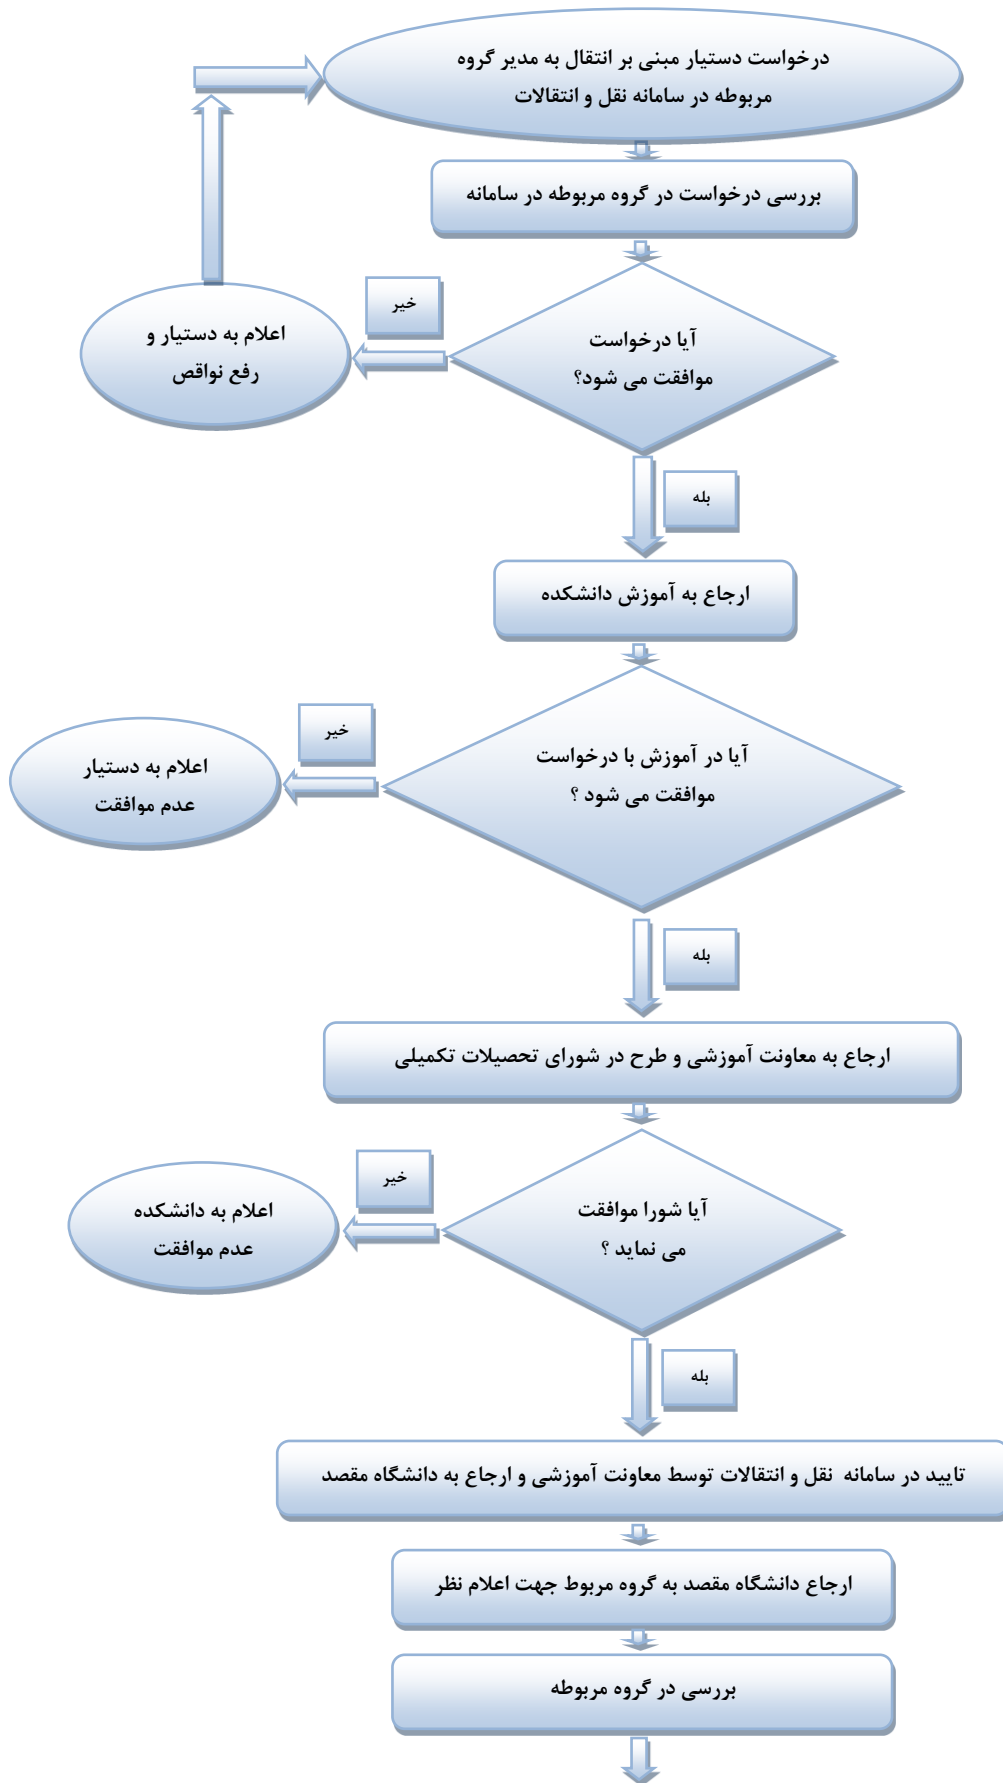 درخواست دستیار مبنی بر انتقال به مدیر گروه
مربوطه در سامانه نقل و انتقالات
بررسی درخواست در گروه مربوطه در سامانه
آیا درخواست
موافقت می شود؟
خیر
اعلام به دستیار و
رفع نواقص
بله
ارجاع به آموزش دانشکده
آیا در آموزش با درخواست
موافقت می شود ؟
خیر
اعلام به دستیار
عدم موافقت
بله
ارجاع به معاونت آموزشی و طرح در شورای تحصیلات تکمیلی
آیا شورا موافقت
می نماید ؟
خیر
اعلام به دانشکده
عدم موافقت
بله
تایید در سامانه نقل و انتقالات توسط معاونت آموزشی و ارجاع به دانشگاه مقصد
ارجاع دانشگاه مقصد به گروه مربوط جهت اعلام نظر
بررسی در گروه مربوطه